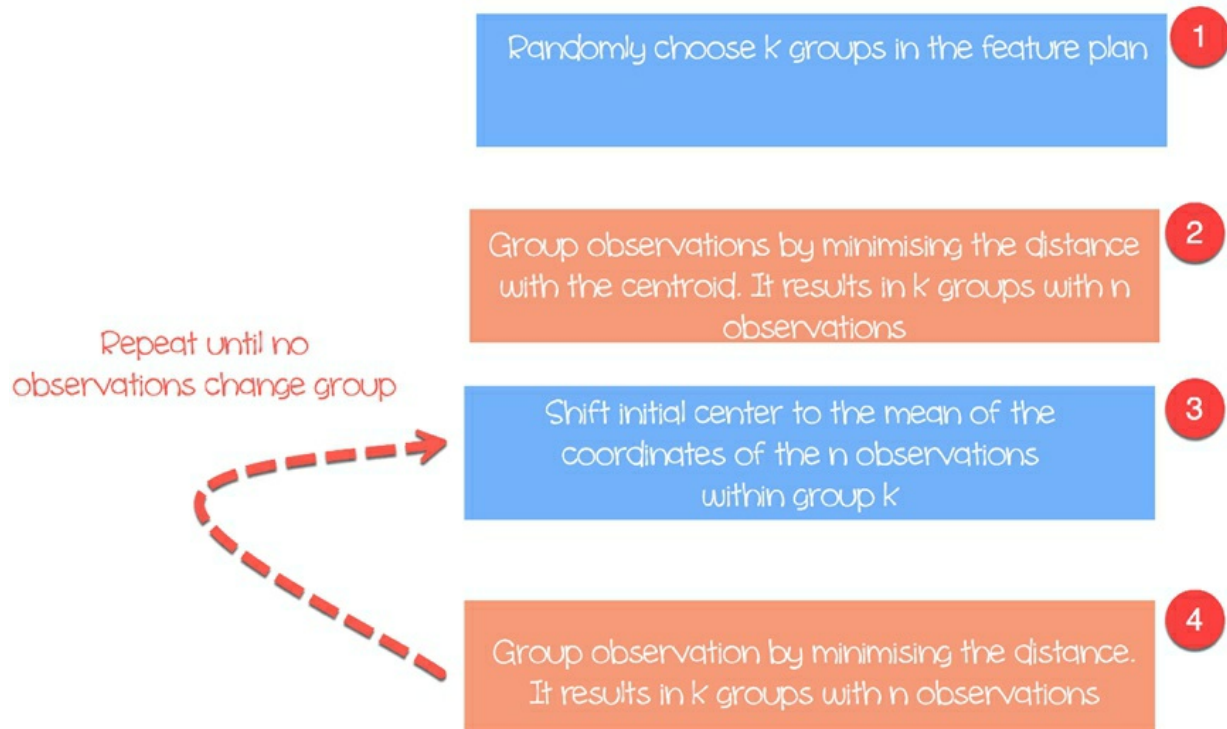 Randomly choose k groups in the feature plan
1
Group observations by minimising the distance
with the centroid. It results in k groups with n
observations
2
Repeat until no
observations change group
Shift initial center to the mean of the
coordinates of the n observations
within group k
3
Group observation by minimising the distance.
It results in k groups with n observations
4